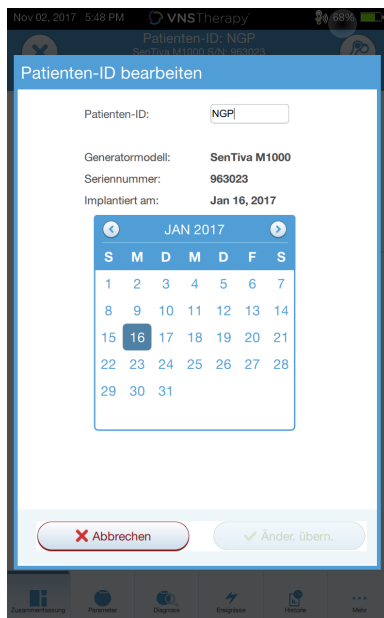 Nov 02, 2017 5:48 PM VNSTherapy 68%
Patienten-ID: NGP
SenTiva M1000 S/N: 963023
Patienten-ID bearbeiten
Patienten-ID: NGP
Generatormodell: SenTiva M1000
Seriennummer: 963023
Implantiert am: Jan 16, 2017
JAN 2017
S M D M D F S
1 2 3 4 5 6 7
8 9 10 11 12 13 14
15 16 17 18 19 20 21
22 23 24 25 26 27 28
29 30 31
Abbrechen Änder. übern.
Zusammenfassung Parameter Diagnose Ereignisse Historie Mehr